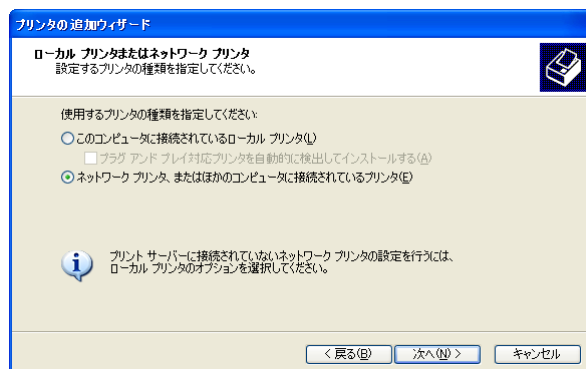 プリンタの追加ウィザード
ローカル プリンタまたはネットワーク プリンタ
設定するプリンタの種類を指定してください。
使用するプリンタの種類を指定してください:
このコンピュータに接続されているローカル プリンタ(L)
プラグ アンド プレイ対応プリンタを自動的に検出してインストールする(A)
ネットワーク プリンタ、またはほかのコンピュータに接続されているプリンタ(E)
プリント サーバーに接続されていないネットワーク プリンタの設定を行うには、
ローカル プリンタのオプションを選択してください。
< 戻る(B) 次へ(N) > キャンセル